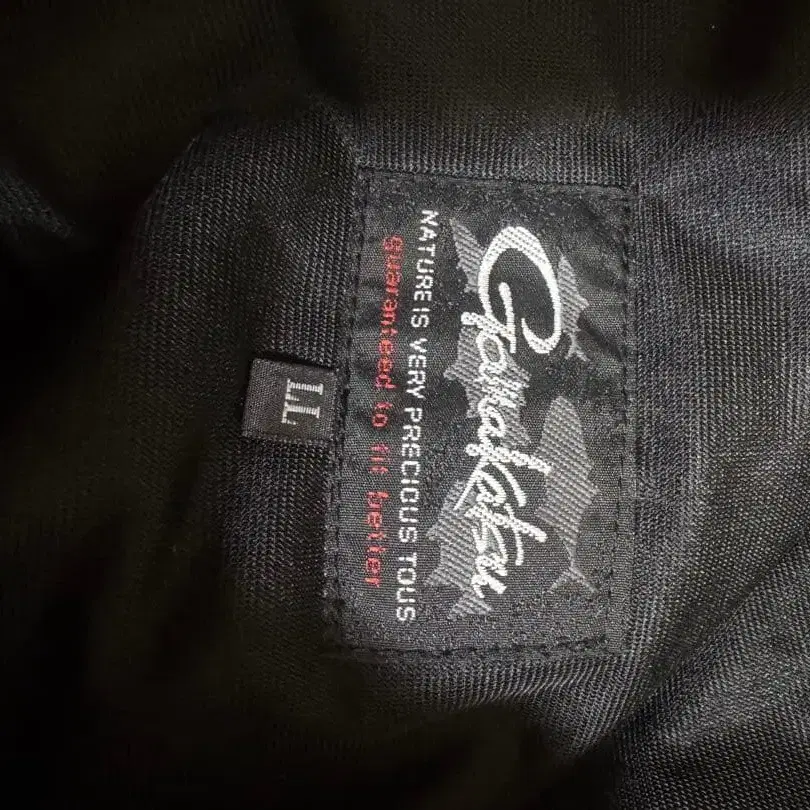 Gamakatsu
NATURE IS VERY PRECIOUS TOUS
guaranteed to fit better
LL